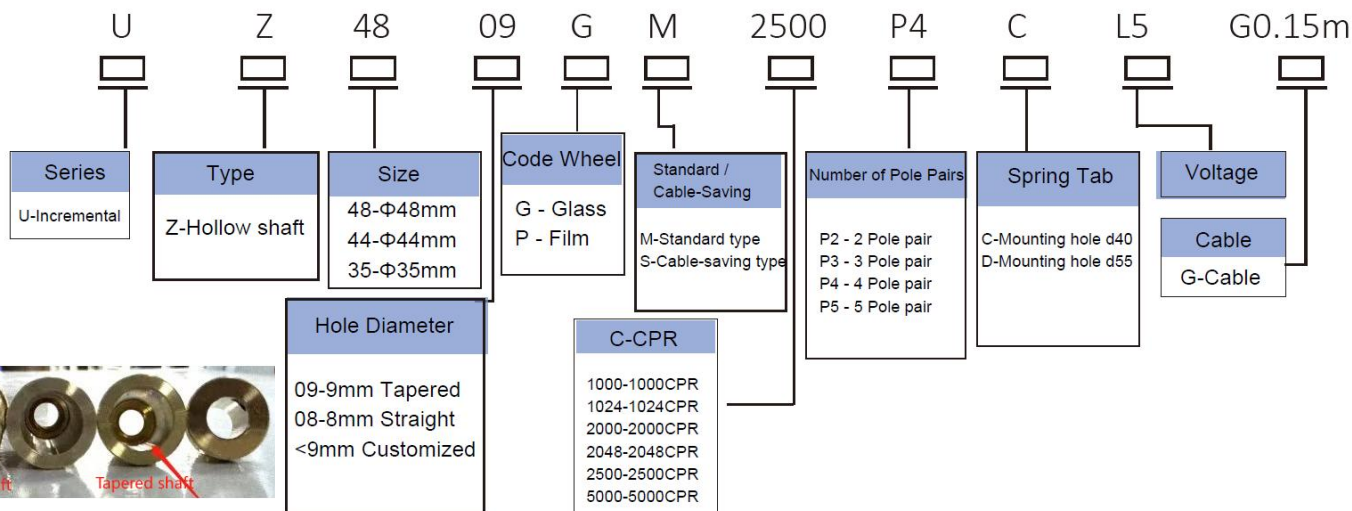 U Z 48 09 G M 2500 P4 C L5 G0.15m
Series
U-Incremental
Type
Z-Hollow shaft
Size
48-Φ48mm
44-Φ44mm
35-Φ35mm
Hole Diameter
09-9mm Tapered
08-8mm Straight
<9mm Customized
Code Wheel
G - Glass
P - Film
Standard /
Cable-Saving
M-Standard type
S-Cable-saving type
C-CPR
1000-1000CPR
1024-1024CPR
2000-2000CPR
2048-2048CPR
2500-2500CPR
5000-5000CPR
Number of Pole Pairs
P2 - 2 Pole pair
P3 - 3 Pole pair
P4 - 4 Pole pair
P5 - 5 Pole pair
Spring Tab
C-Mounting hole d40
D-Mounting hole d55
Voltage
Cable
G-Cable
Tapered shaft